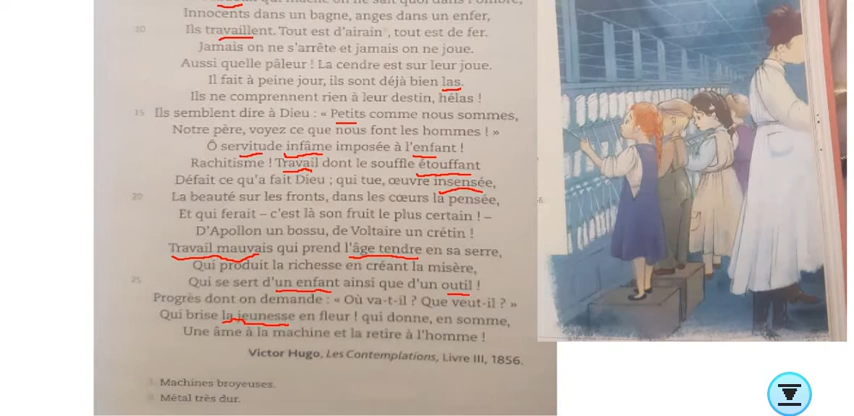 Innocents dans un bagne, anges dans un enfer,
10 Ils travaillent. Tout est d'airain², tout est de fer.
Jamais on ne s'arrête et jamais on ne joue.
Aussi quelle pâleur ! La cendre est sur leur joue.
Il fait à peine jour, ils sont déjà bien las.
Ils ne comprennent rien à leur destin, hélas !
15 Ils semblent dire à Dieu : « Petits comme nous sommes,
Notre père, voyez ce que nous font les hommes ! »
Ô servitude infâme imposée à l'enfant !
Rachitisme ! Travail dont le souffle étouffant
Défait ce qu'a fait Dieu ; qui tue, œuvre insensée,
20 La beauté sur les fronts, dans les cœurs la pensée,
Et qui ferait – c'est là son fruit le plus certain ! –
D'Apollon un bossu, de Voltaire un crétin !
Travail mauvais qui prend l'âge tendre en sa serre,
Qui produit la richesse en créant la misère,
25 Qui se sert d'un enfant ainsi que d'un outil !
Progrès dont on demande : « Où va-t-il ? Que veut-il ? »
Qui brise la jeunesse en fleur ! qui donne, en somme,
Une âme à la machine et la retire à l'homme !
Victor Hugo, Les Contemplations, Livre III, 1856.
1. Machines broyeuses.
2. Métal très dur.